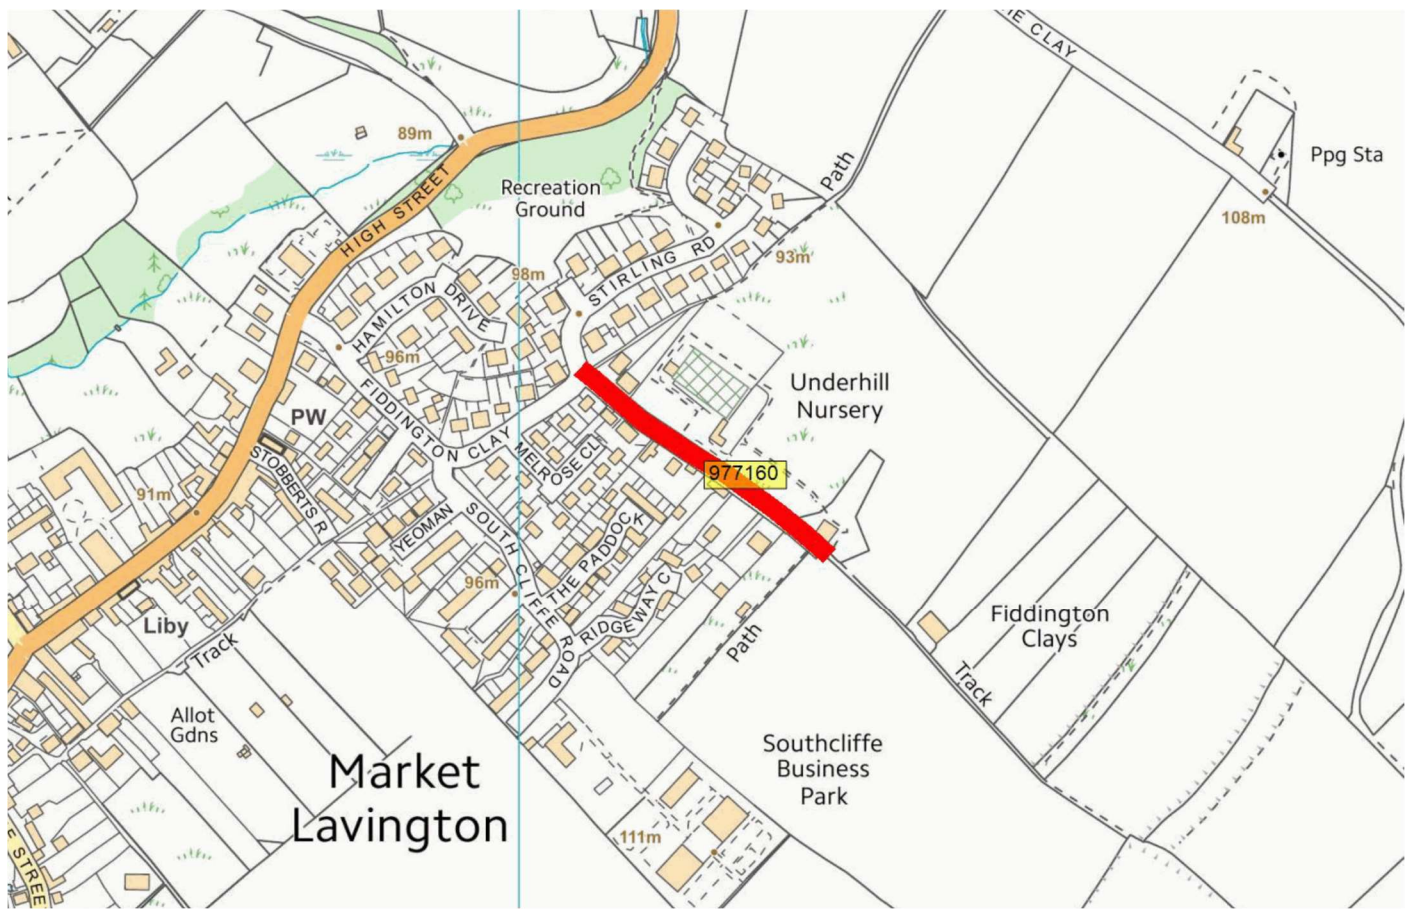 HE CLAY
Ppg Sta
89m
Path
Recreation
Ground
108m
HIGH STREET
STIRLING RD
93m
98m
HAMILTON DRIVE
96m
Underhill
Nursery
PW
FIDDINGTON CLAY
MELROSE CL
977160
STOBBERTS R
91m
YEOMAN
SOUTH CLIFFE ROAD
THE PADDOCK
96m
RIDGEWAY C
Fiddington
Clays
Liby
Track
Path
Track
Allot
Gdns
Southcliffe
Business
Park
Market
Lavington
111m
E STREE